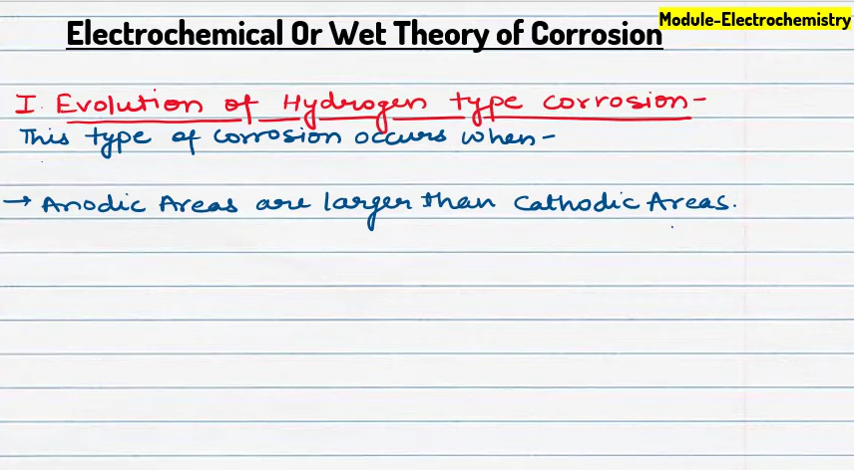 Module-Electrochemistry
Electrochemical Or Wet Theory of Corrosion
I. Evolution of Hydrogen type corrosion-
This type of corrosion occurs when-
→ Anodic Areas are larger than Cathodic Areas.